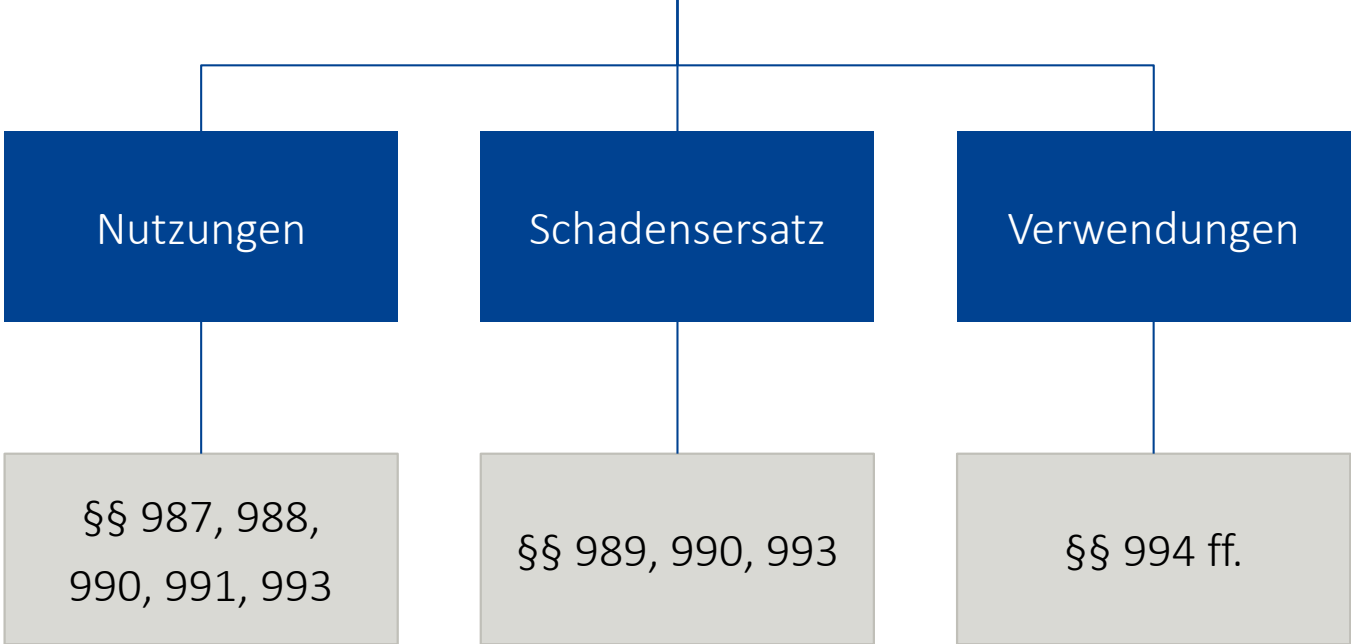 Nutzungen
Schadensersatz
Verwendungen
§§ 987, 988,
990, 991, 993
§§ 989, 990, 993
§§ 994 ff.